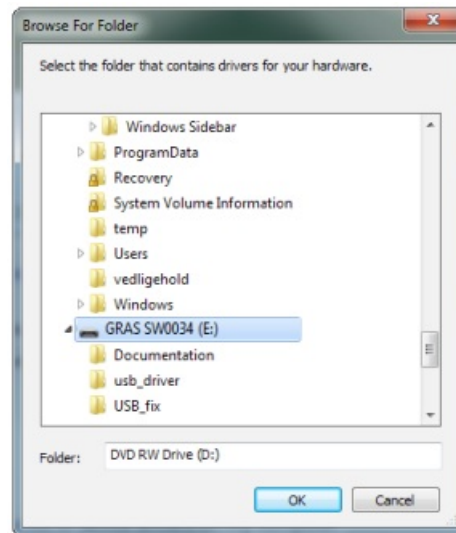 Browse For Folder
Select the folder that contains drivers for your hardware.
Windows Sidebar
ProgramData
Recovery
System Volume Information
temp
Users
vedligehold
Windows
GRAS SW0034 (E:)
Documentation
usb_driver
USB_fix
Folder: DVD RW Drive (D:)
OK Cancel